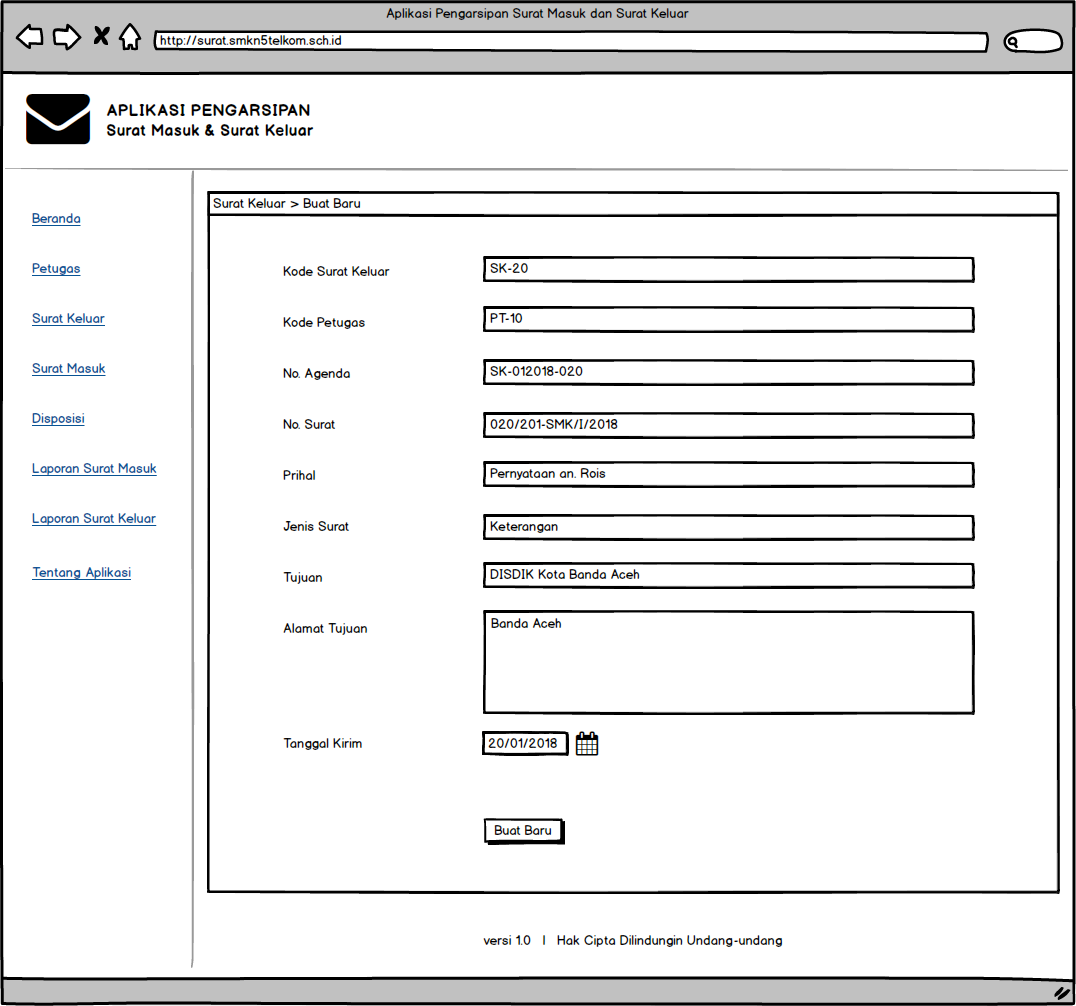 Aplikasi Pengarsipan Surat Masuk dan Surat Keluar
http://surat.smkn5telkom.sch.id
APLIKASI PENGARSIPAN
Surat Masuk & Surat Keluar
Beranda
Petugas
Surat Keluar
Surat Masuk
Disposisi
Laporan Surat Masuk
Laporan Surat Keluar
Tentang Aplikasi
Surat Keluar > Buat Baru
Kode Surat Keluar SK-20
Kode Petugas PT-10
No. Agenda SK-012018-020
No. Surat 020/201-SMK/I/2018
Prihal Pernyataan an. Rois
Jenis Surat Keterangan
Tujuan DISDIK Kota Banda Aceh
Alamat Tujuan Banda Aceh
Tanggal Kirim 20/01/2018
Buat Baru
versi 1.0 | Hak Cipta Dilindungin Undang-undang